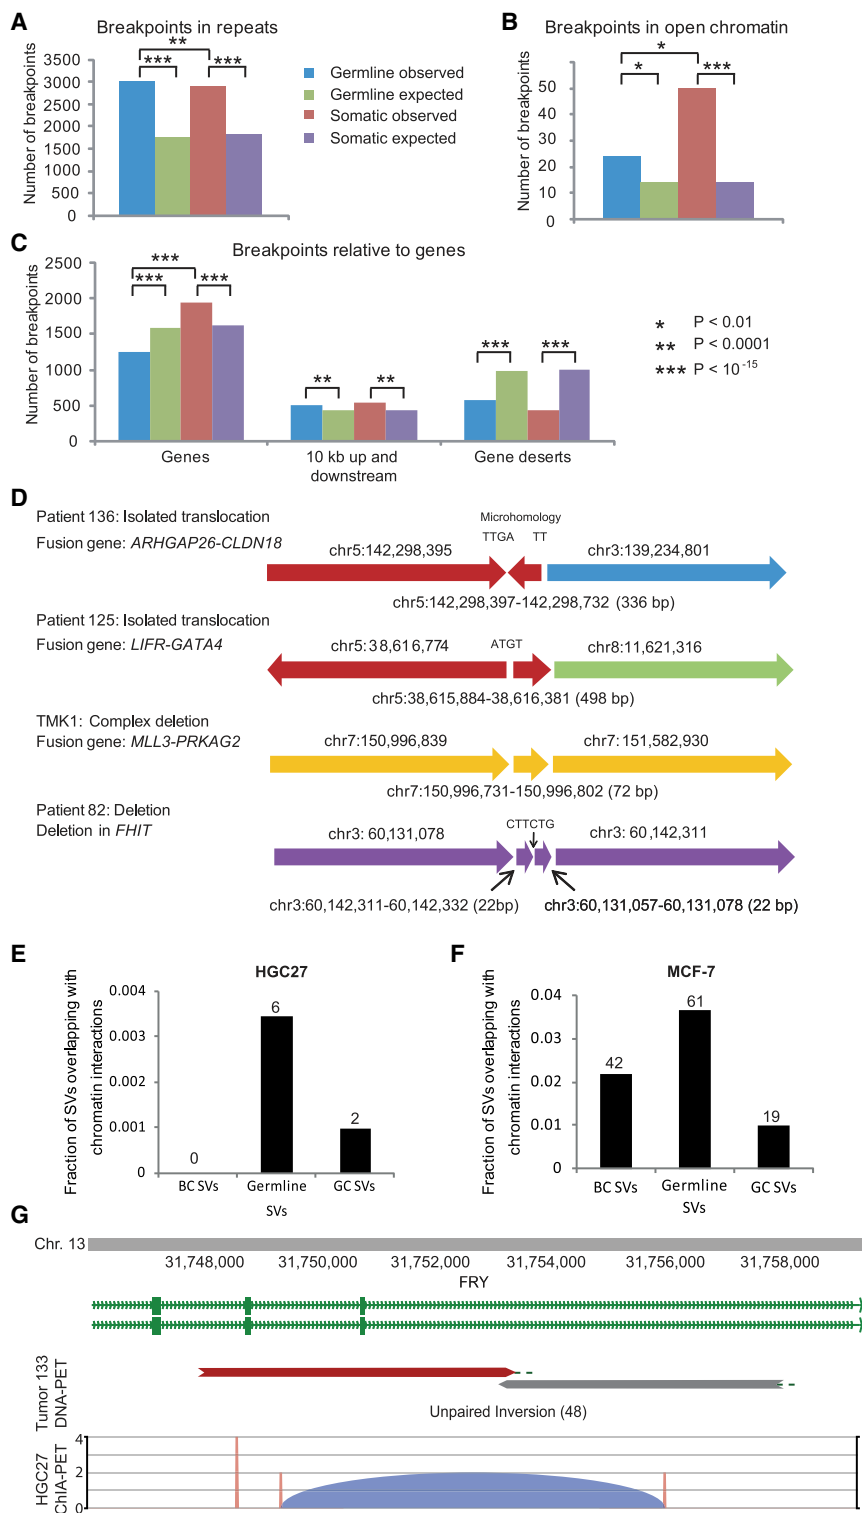 A
Breakpoints in repeats
Number of breakpoints
3500
3000
2500
2000
1500
1000
500
0
**
***
***
Germline observed
Germline expected
Somatic observed
Somatic expected
B
Breakpoints in open chromatin
Number of breakpoints
50
40
30
20
10
0
*
*
***
C
Breakpoints relative to genes
Number of breakpoints
2500
2000
1500
1000
500
0
***
***
***
**
**
***
***
Genes
10 kb up and
downstream
Gene deserts
* P < 0.01
** P < 0.0001
*** P < 10-15
D
Patient 136: Isolated translocation
Fusion gene: ARHGAP26-CLDN18
Microhomology
TTGA TT
chr5:142,298,395
chr3:139,234,801
chr5:142,298,397-142,298,732 (336 bp)
Patient 125: Isolated translocation
Fusion gene: LIFR-GATA4
chr5:38,616,774
ATGT
chr8:11,621,316
chr5:38,615,884-38,616,381 (498 bp)
TMK1: Complex deletion
Fusion gene: MLL3-PRKAG2
chr7:150,996,839
chr7: 151,582,930
chr7:150,996,731-150,996,802 (72 bp)
Patient 82: Deletion
Deletion in FHIT
chr3: 60,131,078
CTTCTG
chr3: 60,142,311
chr3:60,142,311-60,142,332 (22bp)
chr3:60,131,057-60,131,078 (22 bp)
E
HGC27
Fraction of SVs overlapping with
chromatin interactions
0.004
0.003
0.002
0.001
0
0
6
2
BC SVs
Germline
SVs
GC SVs
F
MCF-7
Fraction of SVs overlapping with
chromatin interactions
0.04
0.03
0.02
0.01
0
42
61
19
BC SVs
Germline
SVs
GC SVs
G
Chr. 13
31,748,000
31,750,000
31,752,000
31,754,000
31,756,000
31,758,000
FRY
Tumor 133
DNA-PET
Unpaired Inversion (48)
HGC27
ChIA-PET
4
2
0